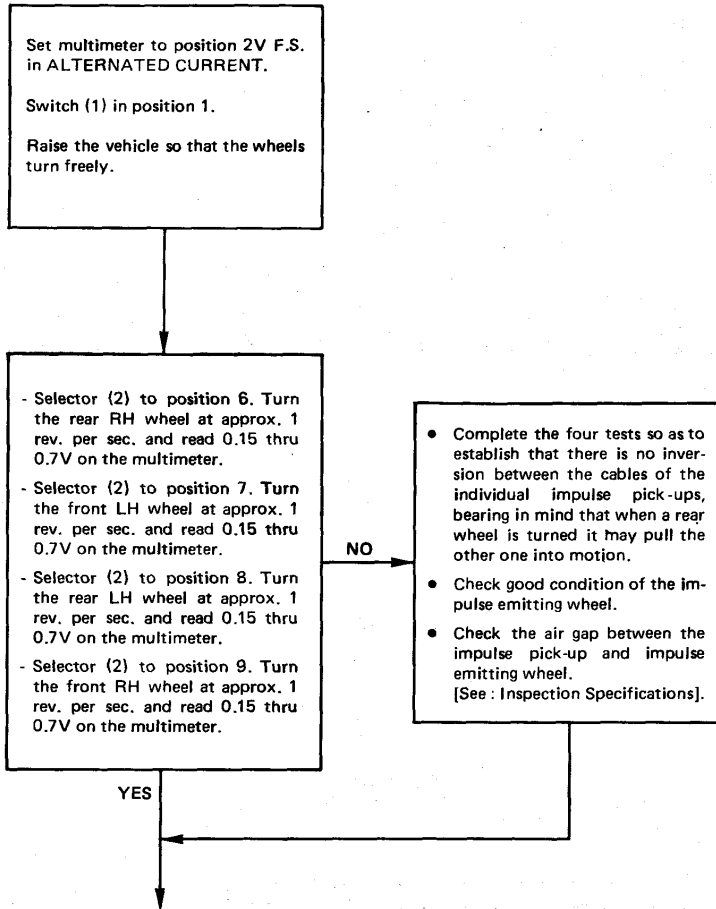 Set multimeter to position 2V F.S.
in ALTERNATED CURRENT.
Switch (1) in position 1.
Raise the vehicle so that the wheels
turn freely.
- Selector (2) to position 6. Turn
the rear RH wheel at approx. 1
rev. per sec. and read 0.15 thru
0.7V on the multimeter.
- Selector (2) to position 7. Turn
the front LH wheel at approx. 1
rev. per sec. and read 0.15 thru
0.7V on the multimeter.
- Selector (2) to position 8. Turn
the rear LH wheel at approx. 1
rev. per sec. and read 0.15 thru
0.7V on the multimeter.
- Selector (2) to position 9. Turn
the front RH wheel at approx. 1
rev. per sec. and read 0.15 thru
0.7V on the multimeter.
NO
• Complete the four tests so as to
establish that there is no inver-
sion between the cables of the
individual impulse pick-ups,
bearing in mind that when a rear
wheel is turned it may pull the
other one into motion.
• Check good condition of the im-
pulse emitting wheel.
• Check the air gap between the
impulse pick-up and impulse
emitting wheel.
[See : Inspection Specifications].
YES